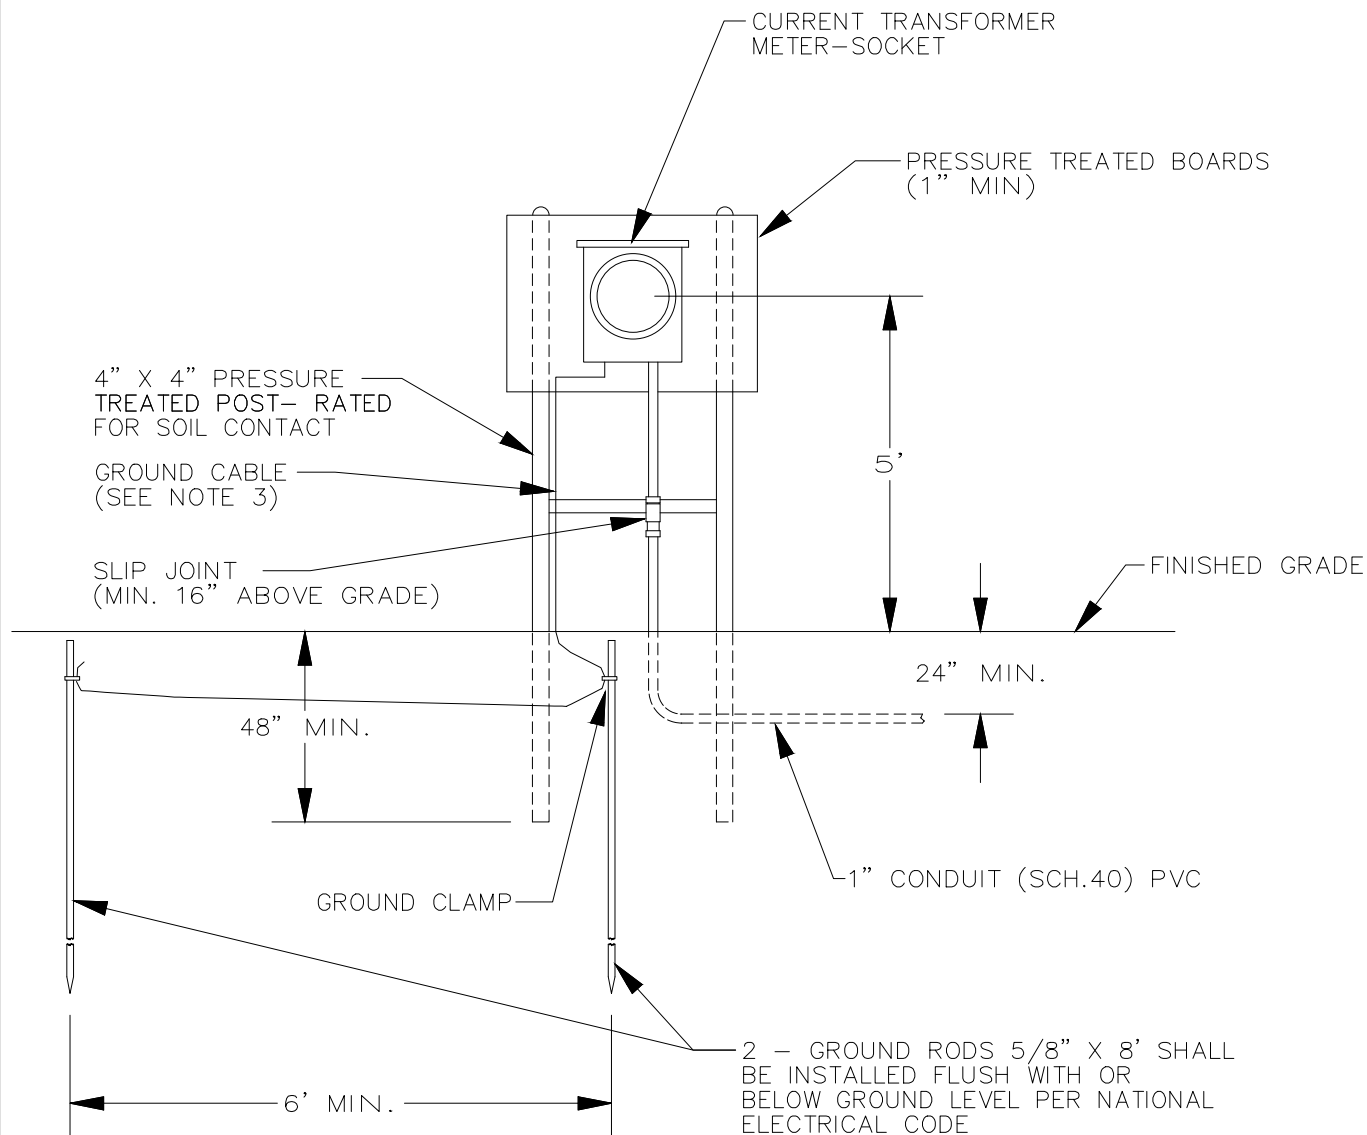 CURRENT TRANSFORMER
METER-SOCKET
PRESSURE TREATED BOARDS
(1" MIN)
4" X 4" PRESSURE
TREATED POST- RATED
FOR SOIL CONTACT
GROUND CABLE
(SEE NOTE 3)
5'
SLIP JOINT
(MIN. 16" ABOVE GRADE)
FINISHED GRADE
24" MIN.
48" MIN.
1" CONDUIT (SCH.40) PVC
GROUND CLAMP
2 - GROUND RODS 5/8" X 8' SHALL
BE INSTALLED FLUSH WITH OR
BELOW GROUND LEVEL PER NATIONAL
ELECTRICAL CODE
6' MIN.